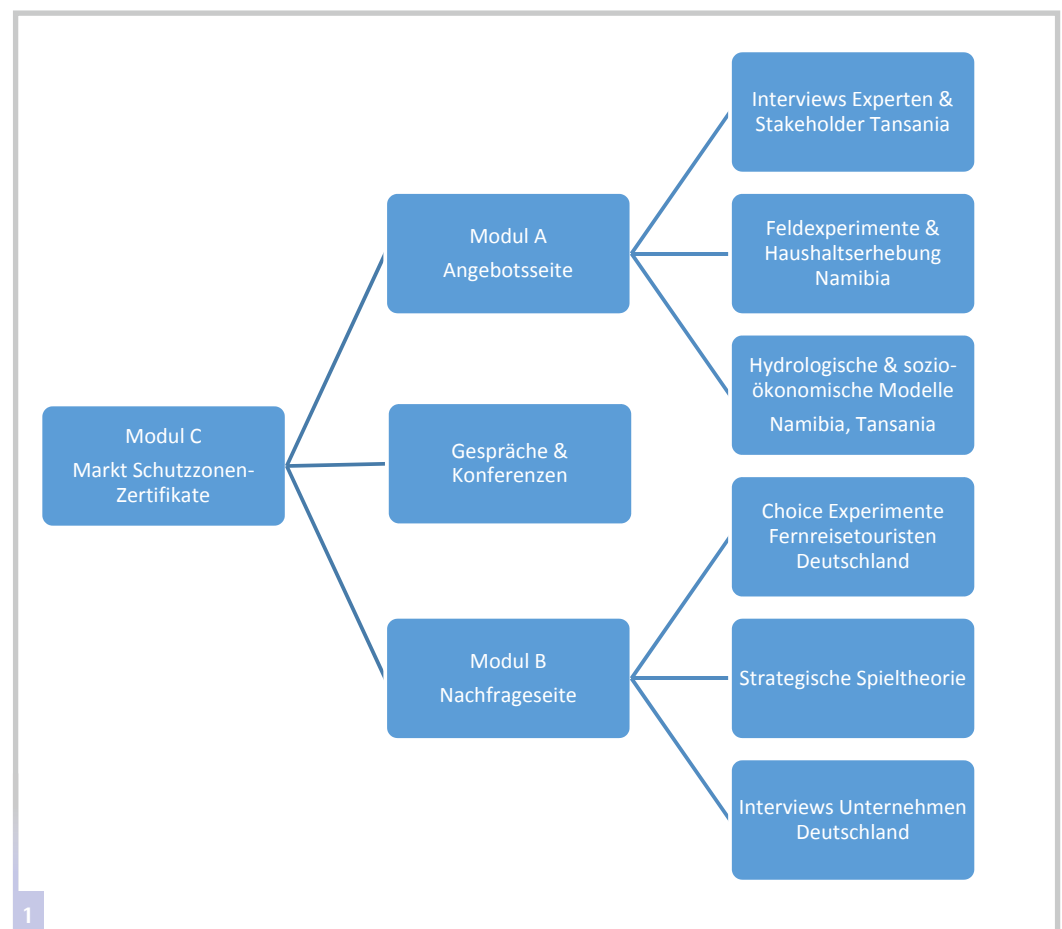 Modul C
Markt Schutzzonen-
Zertifikate
Modul A
Angebotsseite
Interviews Experten &
Stakeholder Tansania
Feldexperimente &
Haushaltserhebung
Namibia
Hydrologische & sozio-
ökonomische Modelle
Namibia, Tansania
Gespräche &
Konferenzen
Modul B
Nachfrageseite
Choice Experimente
Fernreisetouristen
Deutschland
Strategische Spieltheorie
Interviews Unternehmen
Deutschland
1